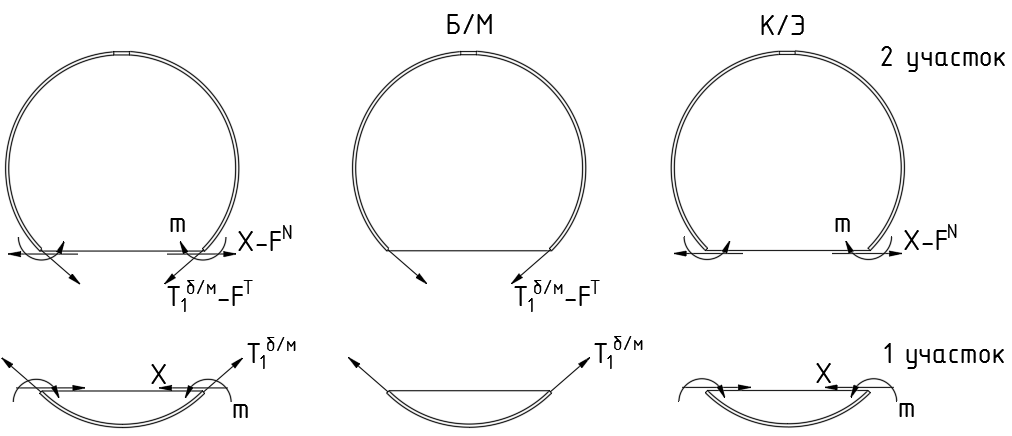 Б/М
К/Э
2 участок
m
X-F^N
T₁^б/м-F^T
T₁^б/м-F^T
m
X-F^N
X
T₁^б/м
m
T₁^б/м
X
m
1 участок